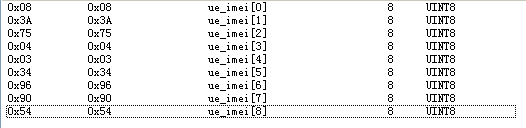 0x08 0x08 ue_imei[0] 8 UINT8
0x3A 0x3A ue_imei[1] 8 UINT8
0x75 0x75 ue_imei[2] 8 UINT8
0x04 0x04 ue_imei[3] 8 UINT8
0x03 0x03 ue_imei[4] 8 UINT8
0x34 0x34 ue_imei[5] 8 UINT8
0x96 0x96 ue_imei[6] 8 UINT8
0x90 0x90 ue_imei[7] 8 UINT8
0x54 0x54 ue_imei[8] 8 UINT8